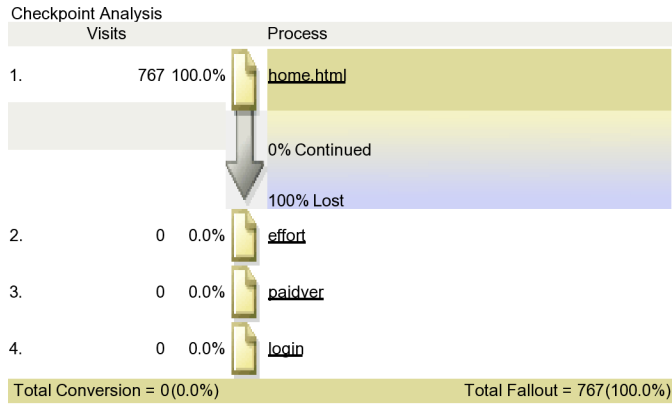 Checkpoint Analysis
Visits Process
1. 767 100.0% home.html
0% Continued
100% Lost
2. 0 0.0% effort
3. 0 0.0% paidver
4. 0 0.0% login
Total Conversion = 0(0.0%) Total Fallout = 767(100.0%)